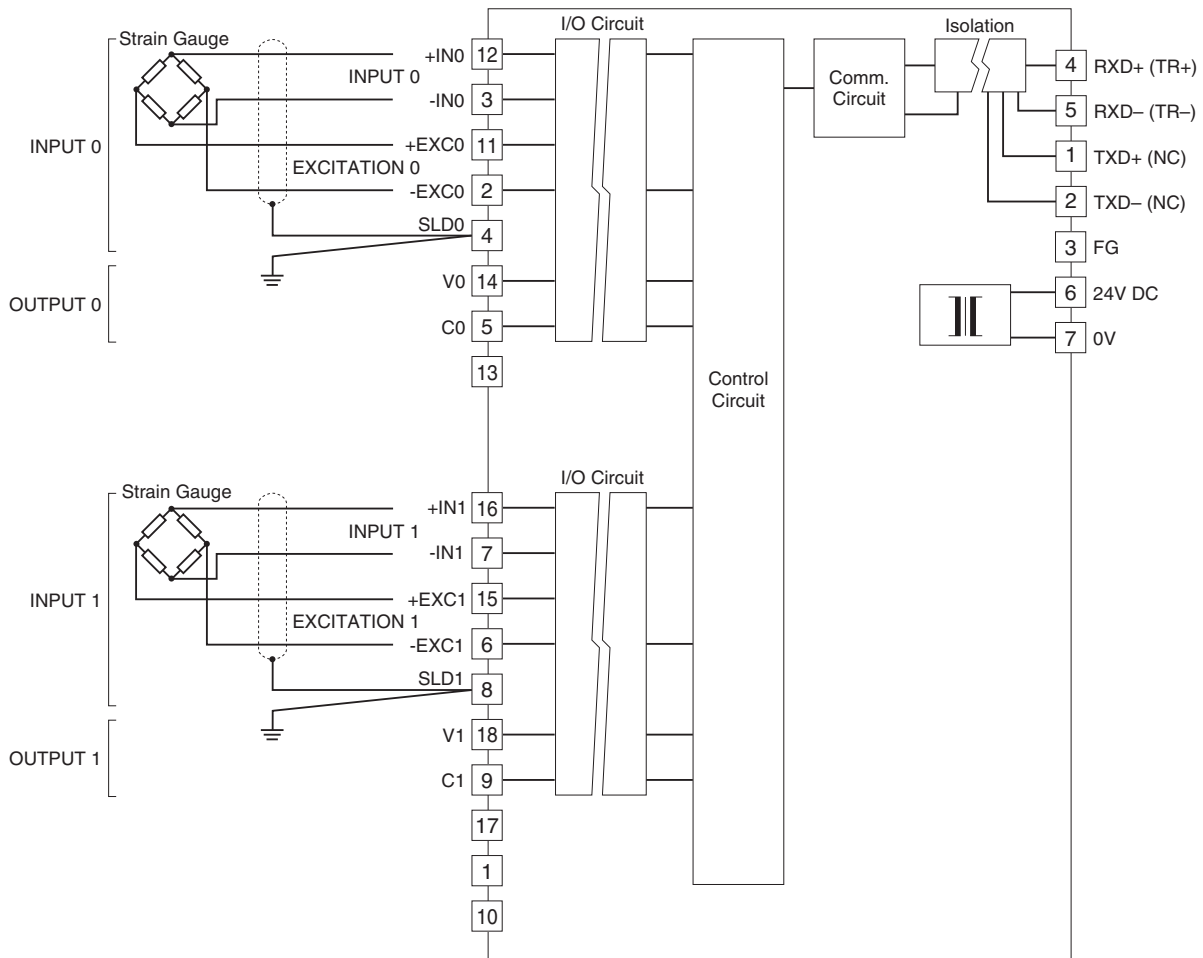 I/O Circuit
Isolation
Strain Gauge
+IN0 12
INPUT 0
-IN0 3
+EXC0 11
EXCITATION 0
-EXC0 2
SLD0 4
INPUT 0
V0 14
OUTPUT 0
C0 5
13
Comm.
Circuit
4 RXD+ (TR+)
5 RXD– (TR–)
1 TXD+ (NC)
2 TXD– (NC)
3 FG
6 24V DC
7 0V
Control
Circuit
I/O Circuit
Strain Gauge
+IN1 16
INPUT 1
-IN1 7
+EXC1 15
INPUT 1
EXCITATION 1
-EXC1 6
SLD1 8
V1 18
OUTPUT 1
C1 9
17
1
10